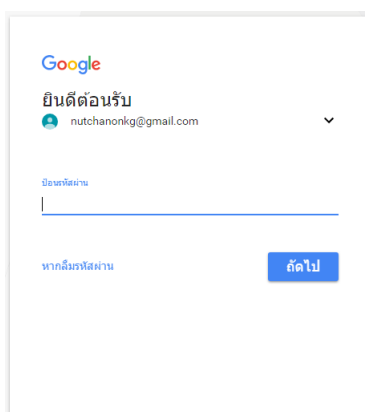 Google
ยินดีต้อนรับ
nutchanonkg@gmail.com
ป้อนรหัสผ่าน
หากลืมรหัสผ่าน
ถัดไป